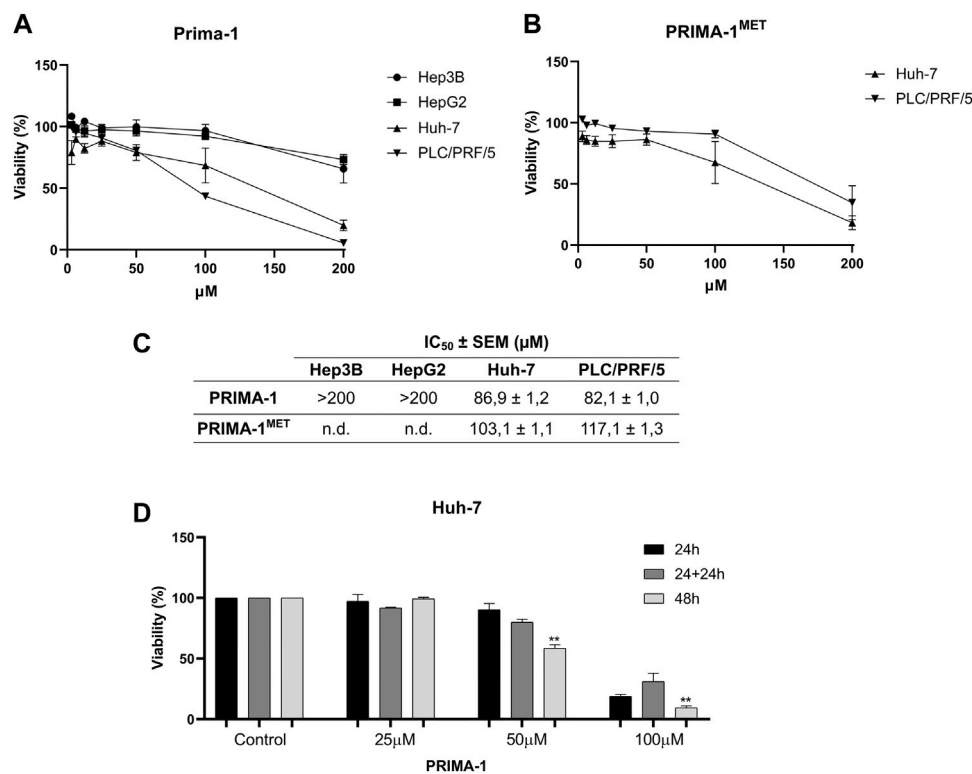 A
Prima-1
Viability (%)
150
100
50
0
0 50 100 150 200
µM
Hep3B
HepG2
Huh-7
PLC/PRF/5
B
PRIMA-1MET
Viability (%)
150
100
50
0
0 50 100 150 200
µM
Huh-7
PLC/PRF/5
C
IC50 ± SEM (µM)
Hep3B HepG2 Huh-7 PLC/PRF/5
PRIMA-1 >200 >200 86,9 ± 1,2 82,1 ± 1,0
PRIMA-1MET n.d. n.d. 103,1 ± 1,1 117,1 ± 1,3
D
Huh-7
Viability (%)
150
100
50
0
24h
24+24h
48h
**
**
Control 25µM 50µM 100µM
PRIMA-1